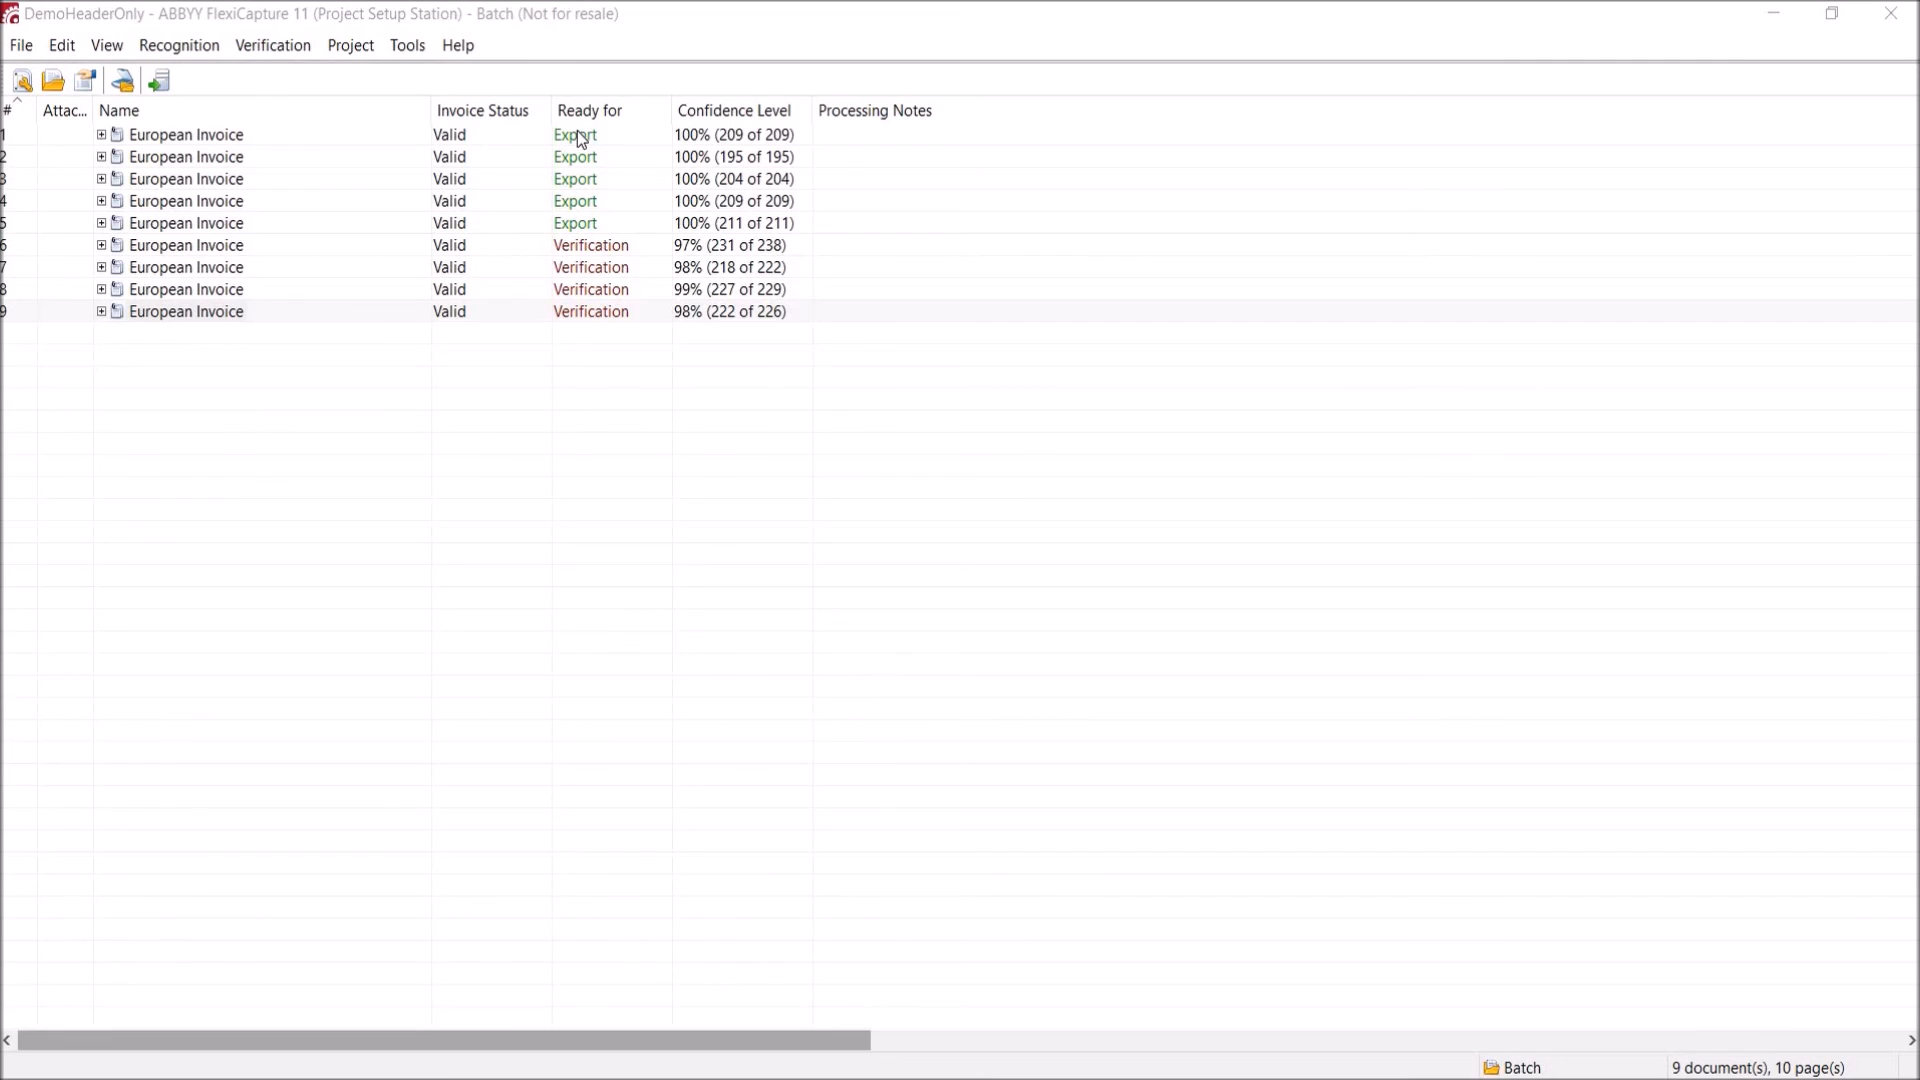 DemoHeaderOnly - ABBYY FlexiCapture 11 (Project Setup Station) - Batch (Not for resale)
File Edit View Recognition Verification Project Tools Help
# Attac... Name Invoice Status Ready for Confidence Level Processing Notes
1 European Invoice Valid Export 100% (209 of 209)
2 European Invoice Valid Export 100% (195 of 195)
3 European Invoice Valid Export 100% (204 of 204)
4 European Invoice Valid Export 100% (209 of 209)
5 European Invoice Valid Export 100% (211 of 211)
6 European Invoice Valid Verification 97% (231 of 238)
7 European Invoice Valid Verification 98% (218 of 222)
8 European Invoice Valid Verification 99% (227 of 229)
9 European Invoice Valid Verification 98% (222 of 226)
Batch 9 document(s), 10 page(s)